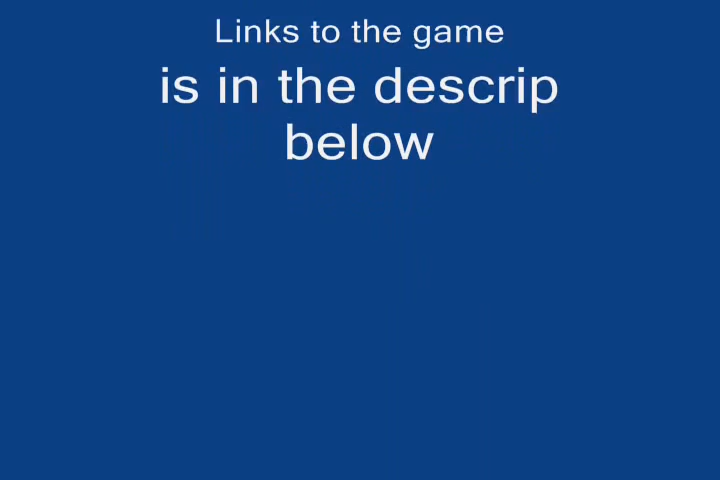 Links to the game
is in the descrip
below